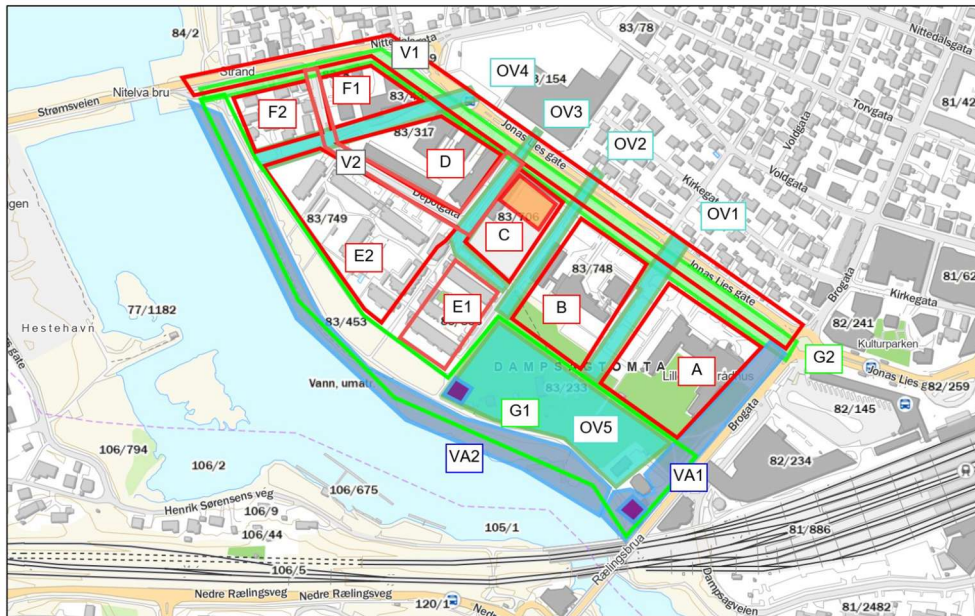 84/2
Nittedalsgata
83/78
Nittedalsgata
V1
Strand
OV4
83/154
81/42
Torvgata
Strømsveien
Nitelva bru
F1
F2
OV3
Voldgata
83/317
Jonas Lies gate
OV2
Kirkegata
D
V2
Voldgata
Depotgata
83/749
83/706
OV1
C
Kirkegata
Brogata
81/62
E2
83/748
Jonas Lies gate
77/1182
E1
B
Kirkegata
82/241
Hestehavn
83/453
Kulturparken
G2
DAMPSAGTOMTA
A
Jonas Lies
82/259
Vann, umatr.
83/233
G1
82/145
OV5
Brogata
VA2
VA1
106/794
106/2
82/234
106/675
Henrik Sørensens veg
106/9
105/1
106/44
81/886
106/5
Rælingsbrua
Dampsagveien
Nedre Rælingsveg
Nedre Rælingsveg
120/1
81/2482